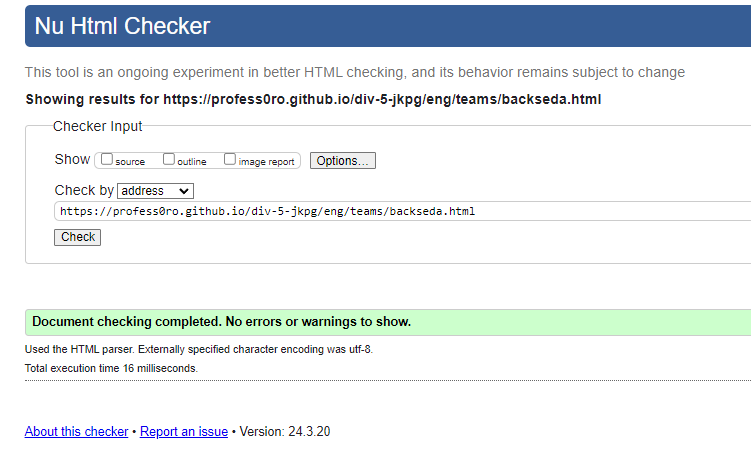 Nu Html Checker
This tool is an ongoing experiment in better HTML checking, and its behavior remains subject to change
Showing results for https://profess0ro.github.io/div-5-jkpg/eng/teams/backseda.html
Checker Input
Show source outline image report Options...
Check by address
https://profess0ro.github.io/div-5-jkpg/eng/teams/backseda.html
Check
Document checking completed. No errors or warnings to show.
Used the HTML parser. Externally specified character encoding was utf-8.
Total execution time 16 milliseconds.
About this checker • Report an issue • Version: 24.3.20